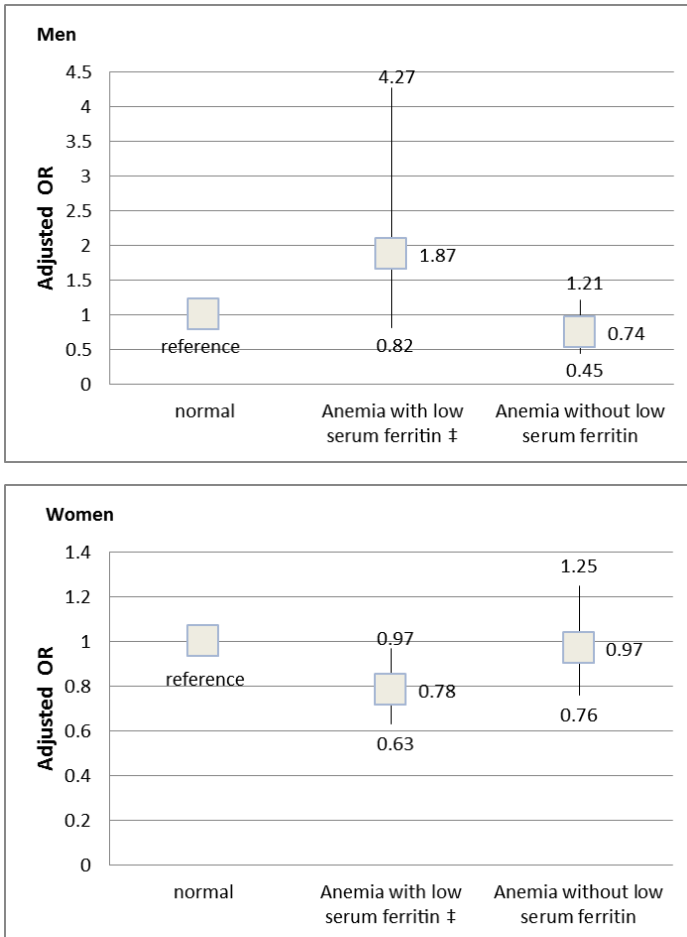 Men
4.5
4
3.5
3
2.5
2
1.5
1
0.5
0
Adjusted OR
4.27
1.87
0.82
1.21
0.74
0.45
reference
normal
Anemia with low
serum ferritin ‡
Anemia without low
serum ferritin
Women
1.4
1.2
1
0.8
0.6
0.4
0.2
0
Adjusted OR
reference
0.97
0.78
0.63
1.25
0.97
0.76
normal
Anemia with low
serum ferritin ‡
Anemia without low
serum ferritin